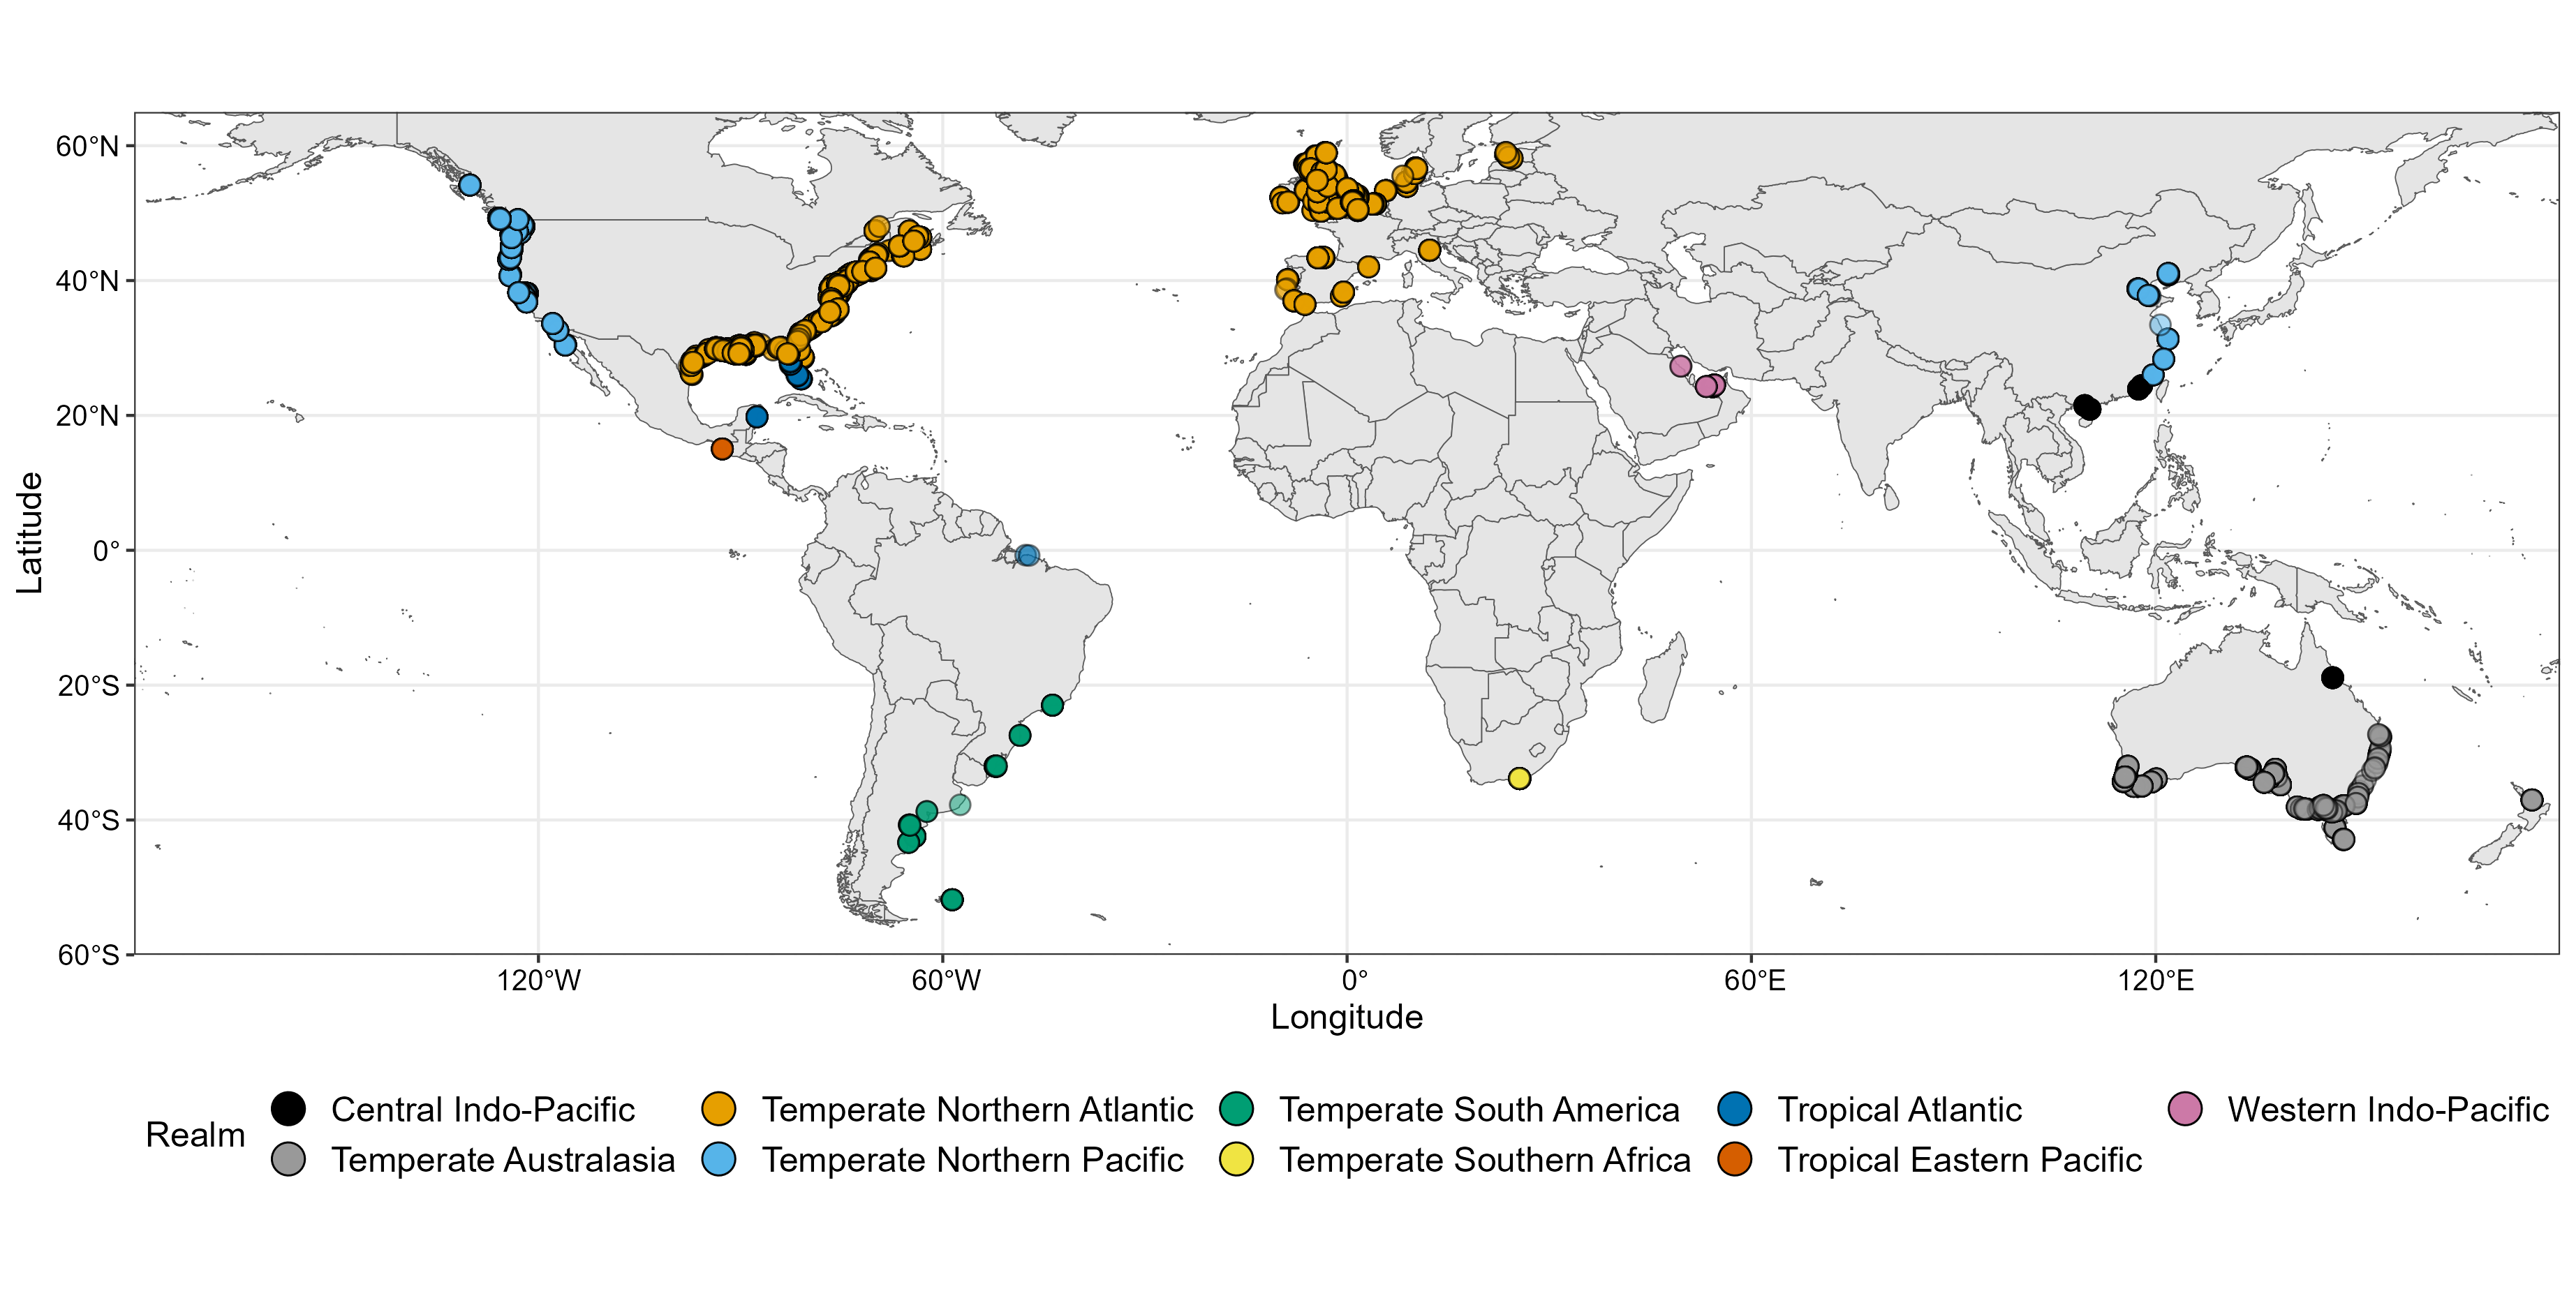 60°N
40°N
20°N
0°
20°S
40°S
60°S
Latitude
120°W
60°W
0°
60°E
120°E
Longitude
Realm
Central Indo-Pacific
Temperate Australasia
Temperate Northern Atlantic
Temperate Northern Pacific
Temperate South America
Temperate Southern Africa
Tropical Atlantic
Tropical Eastern Pacific
Western Indo-Pacific